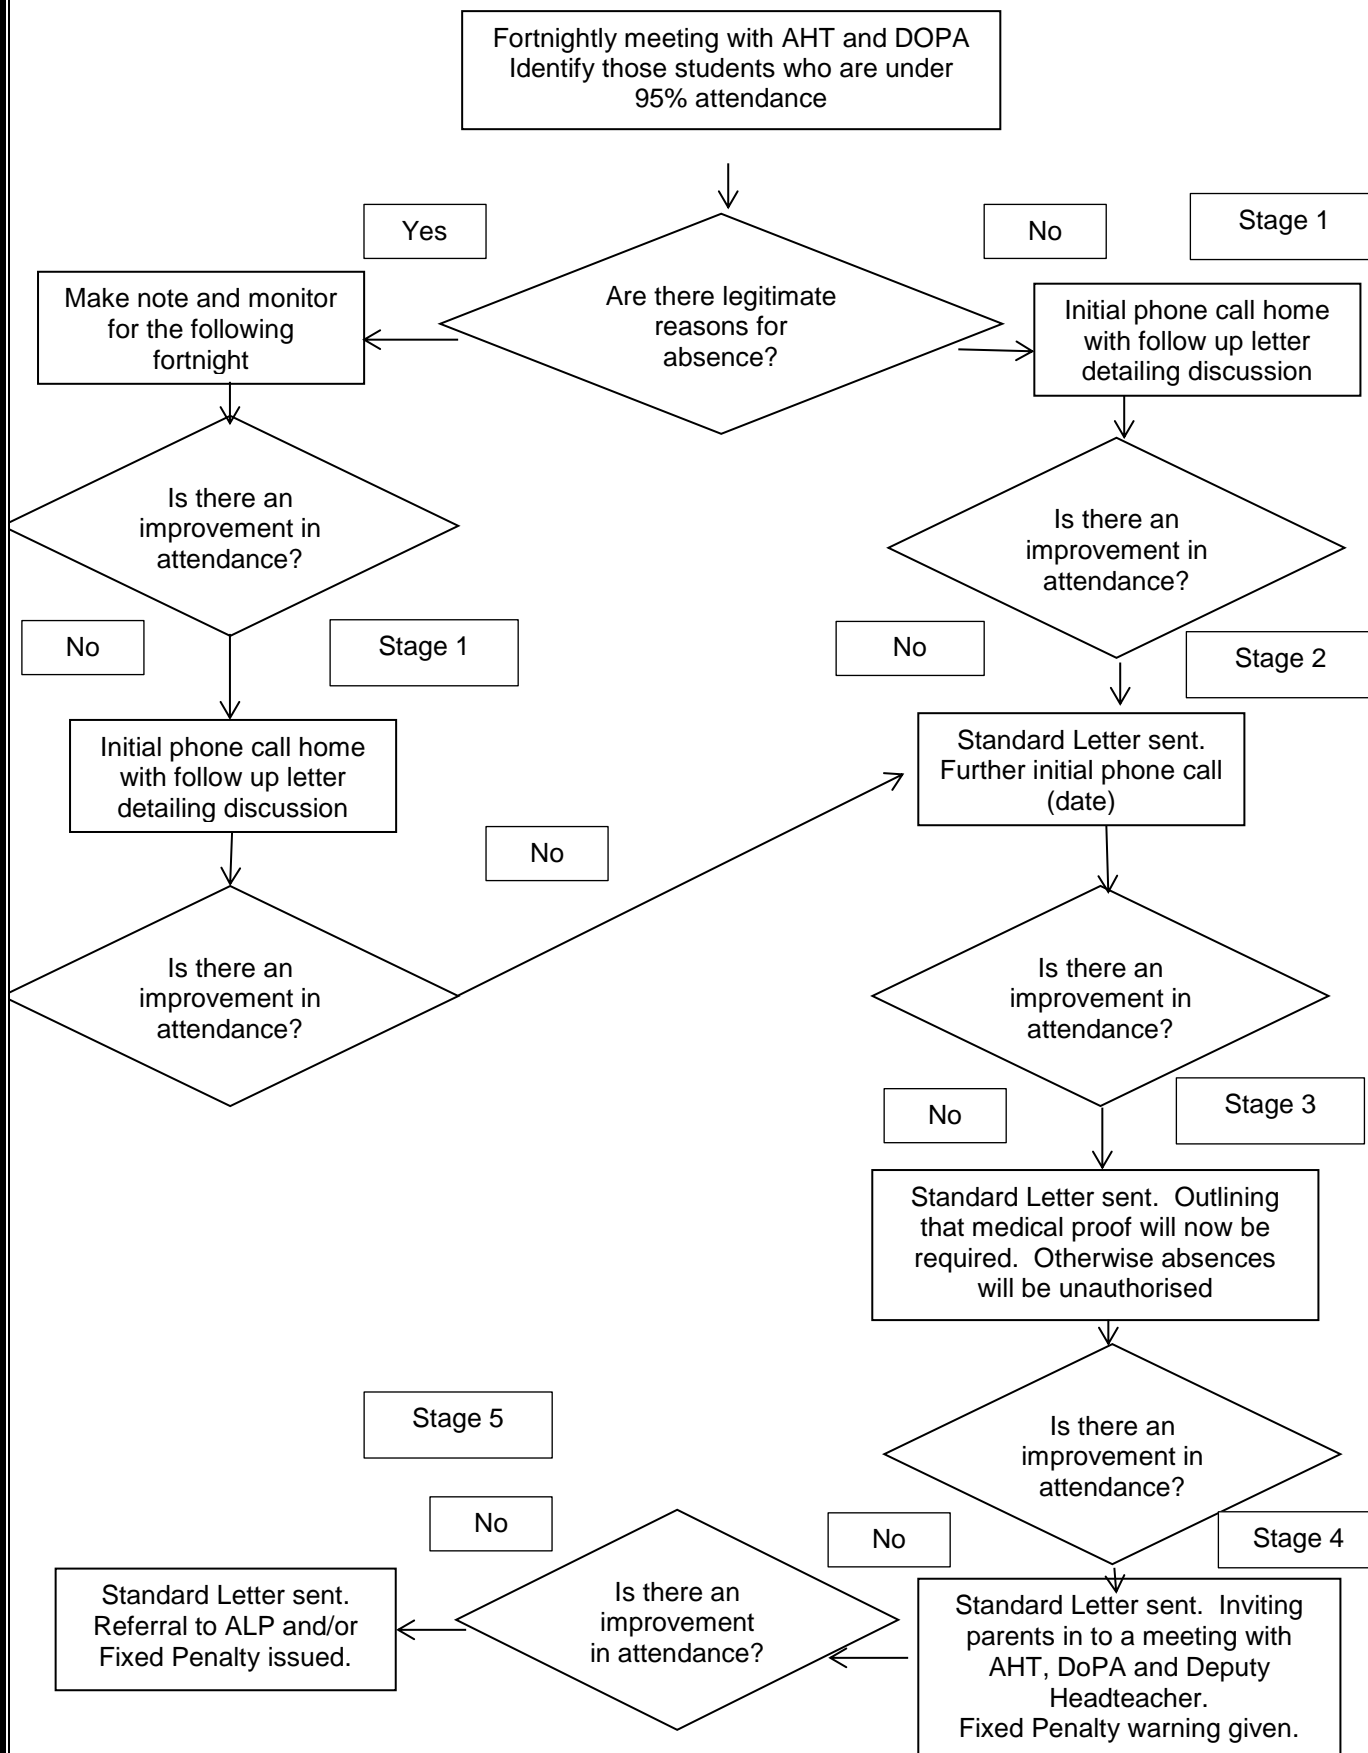 Fortnightly meeting with AHT and DOPA
Identify those students who are under
95% attendance
Yes
No
Stage 1
Make note and monitor
for the following
fortnight
Are there legitimate
reasons for
absence?
Initial phone call home
with follow up letter
detailing discussion
Is there an
improvement in
attendance?
Is there an
improvement in
attendance?
No
Stage 1
No
Stage 2
Initial phone call home
with follow up letter
detailing discussion
Standard Letter sent.
Further initial phone call
(date)
No
Is there an
improvement in
attendance?
Is there an
improvement in
attendance?
No
Stage 3
Standard Letter sent.  Outlining
that medical proof will now be
required.  Otherwise absences
will be unauthorised
Stage 5
Is there an
improvement in
attendance?
No
No
Stage 4
Standard Letter sent.
Referral to ALP and/or
Fixed Penalty issued.
Is there an
improvement
in attendance?
Standard Letter sent.  Inviting
parents in to a meeting with
AHT, DoPA and Deputy
Headteacher.
Fixed Penalty warning given.